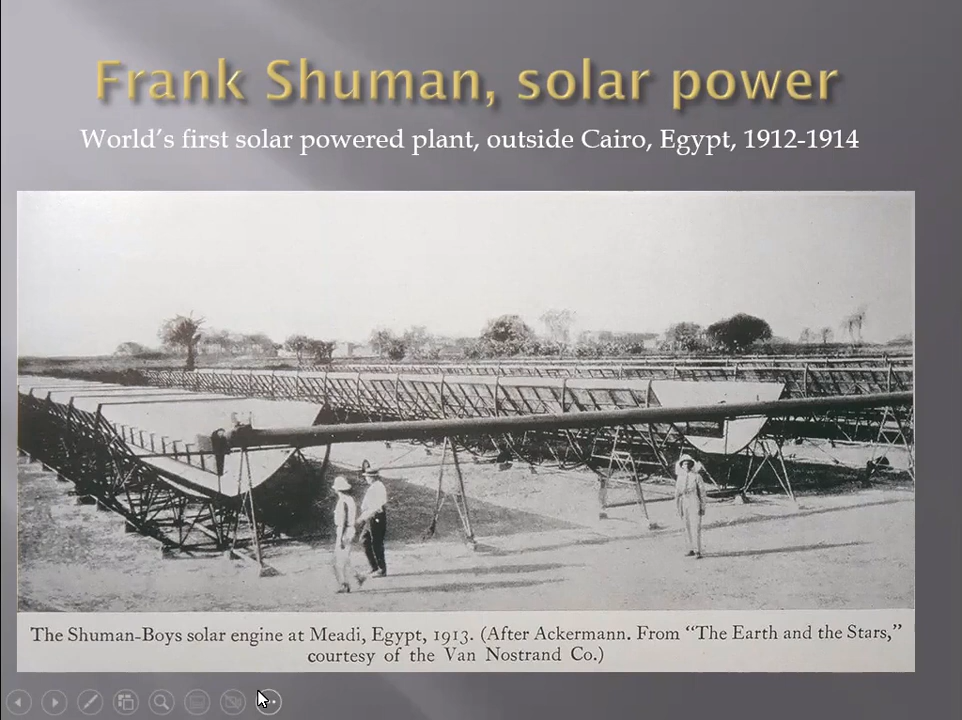 Frank Shuman, solar power
World's first solar powered plant, outside Cairo, Egypt, 1912-1914
The Shuman-Boys solar engine at Meadi, Egypt, 1913. (After Ackermann. From “The Earth and the Stars,”
courtesy of the Van Nostrand Co.)